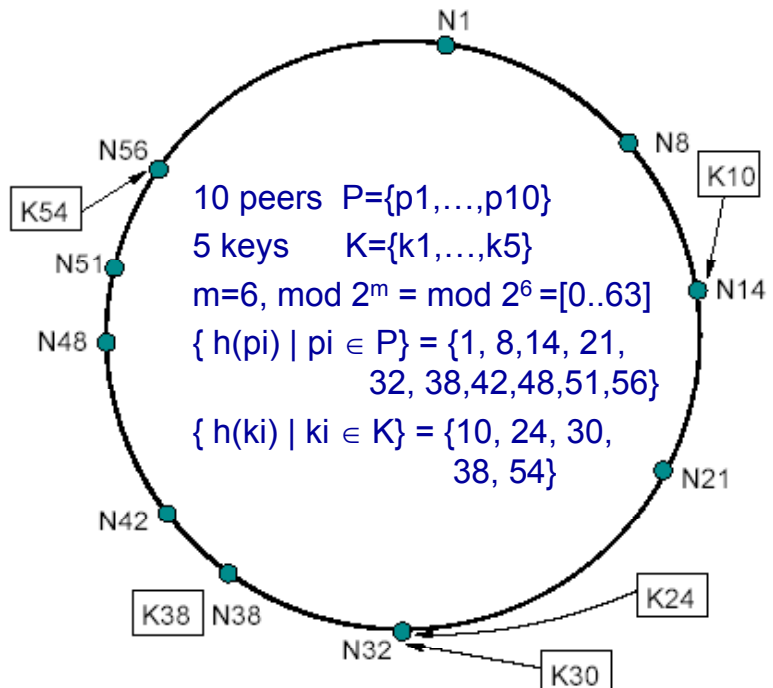 N1
N8
N56
K10
K54
10 peers P={p1,…,p10}
5 keys K={k1,…,k5}
N51
m=6, mod 2ᵐ = mod 2⁶ =[0..63]
N14
N48
{ h(pi) | pi ∈ P} = {1, 8,14, 21,
32, 38,42,48,51,56}
{ h(ki) | ki ∈ K} = {10, 24, 30,
38, 54}
N21
N42
K24
K38
N38
N32
K30